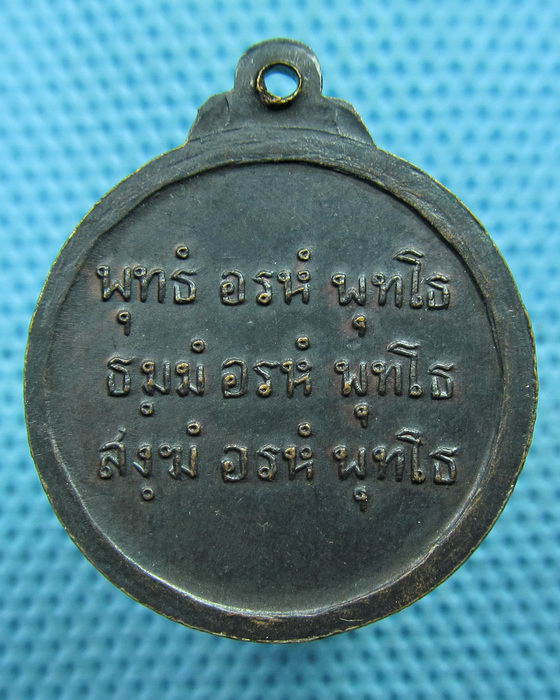 พุทธํ อรหํ พุทโธ
ธมฺมํ อรหํ พุทโธ
สงฺฆํ อรหํ พุทโธ